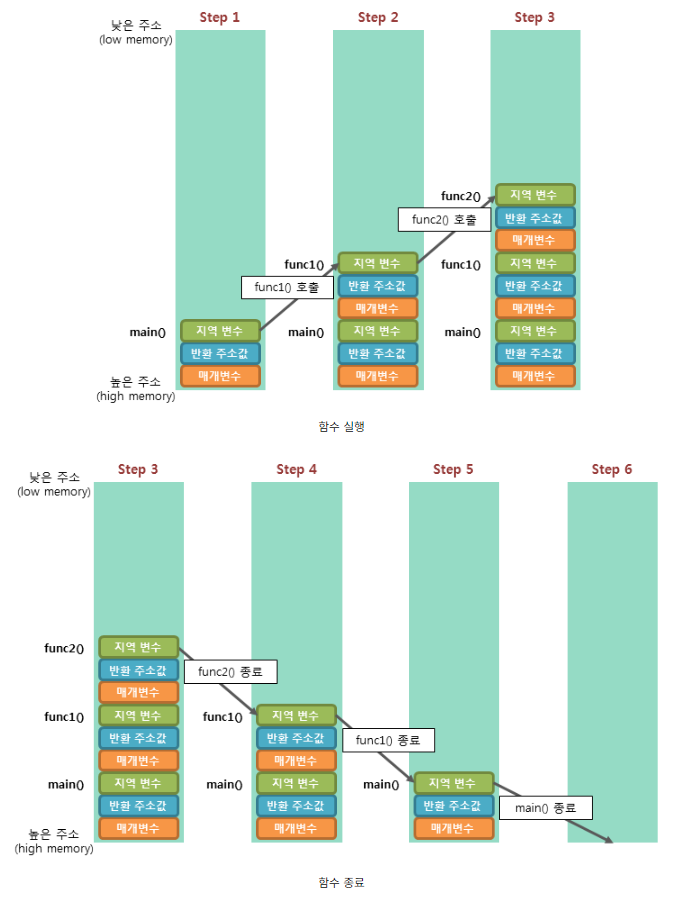 Step 1
Step 2
Step 3
낮은 주소
(low memory)
func2()
지역 변수
func2() 호출
반환 주소값
매개변수
func1()
지역 변수
func1()
지역 변수
func1() 호출
반환 주소값
반환 주소값
매개변수
매개변수
main()
지역 변수
main()
지역 변수
main()
지역 변수
반환 주소값
반환 주소값
반환 주소값
높은 주소
(high memory)
매개변수
매개변수
매개변수
함수 실행
Step 3
Step 4
Step 5
Step 6
낮은 주소
(low memory)
func2()
지역 변수
반환 주소값
func2() 종료
매개변수
func1()
지역 변수
func1()
지역 변수
반환 주소값
반환 주소값
func1() 종료
매개변수
매개변수
main()
지역 변수
main()
지역 변수
main()
지역 변수
반환 주소값
반환 주소값
반환 주소값
main() 종료
높은 주소
(high memory)
매개변수
매개변수
매개변수
함수 종료